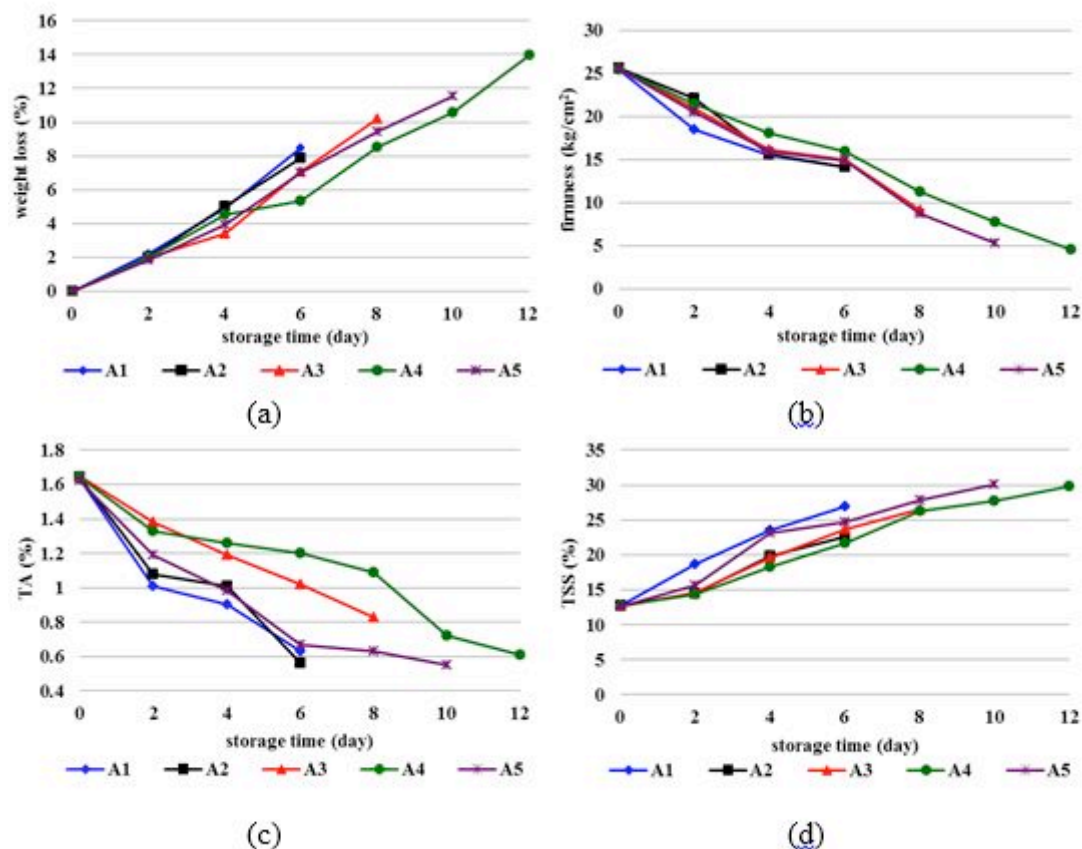 16
14
12
10
8
6
4
2
0
weight loss (%)
0 2 4 6 8 10 12
storage time (day)
A1 A2 A3 A4 A5
(a)
30
25
20
15
10
5
0
firmness (kg/cm²)
0 2 4 6 8 10 12
storage time (day)
A1 A2 A3 A4 A5
(b)
1.8
1.6
1.4
1.2
1
0.8
0.6
0.4
TA (%)
0 2 4 6 8 10 12
storage time (day)
A1 A2 A3 A4 A5
(c)
35
30
25
20
15
10
5
0
TSS (%)
0 2 4 6 8 10 12
storage time (day)
A1 A2 A3 A4 A5
(d)